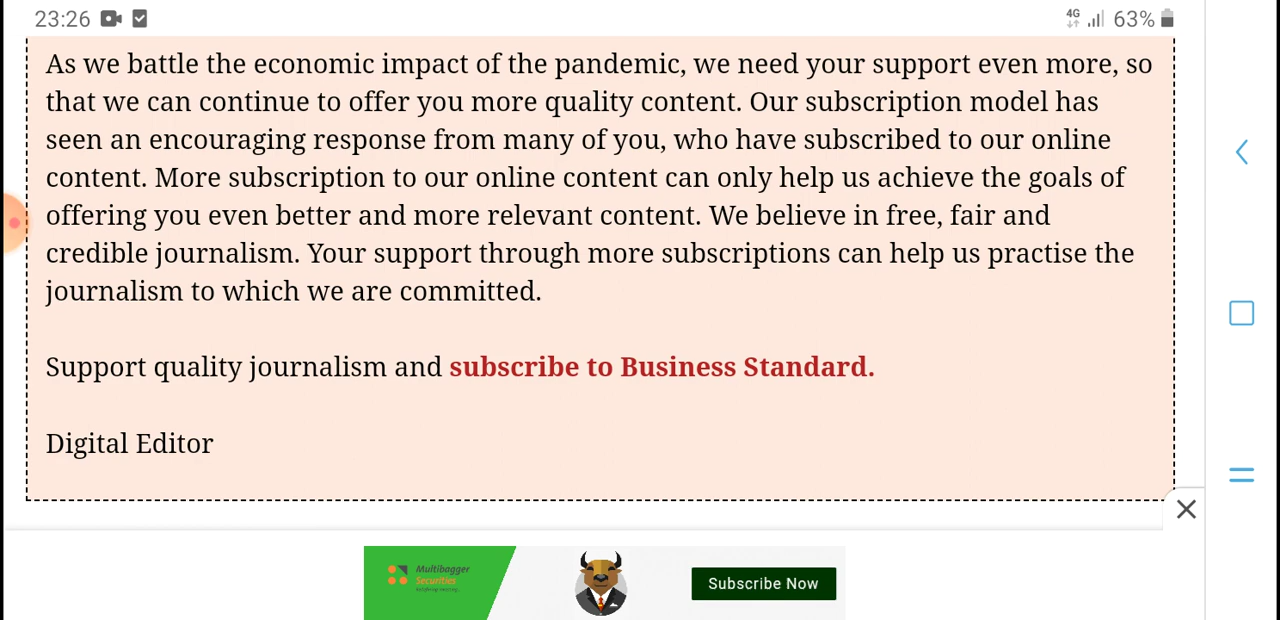 23:26
4G 63%
As we battle the economic impact of the pandemic, we need your support even more, so
that we can continue to offer you more quality content. Our subscription model has
seen an encouraging response from many of you, who have subscribed to our online
content. More subscription to our online content can only help us achieve the goals of
offering you even better and more relevant content. We believe in free, fair and
credible journalism. Your support through more subscriptions can help us practise the
journalism to which we are committed.
Support quality journalism and subscribe to Business Standard.
Digital Editor
Multibagger
Securities
Subscribe Now